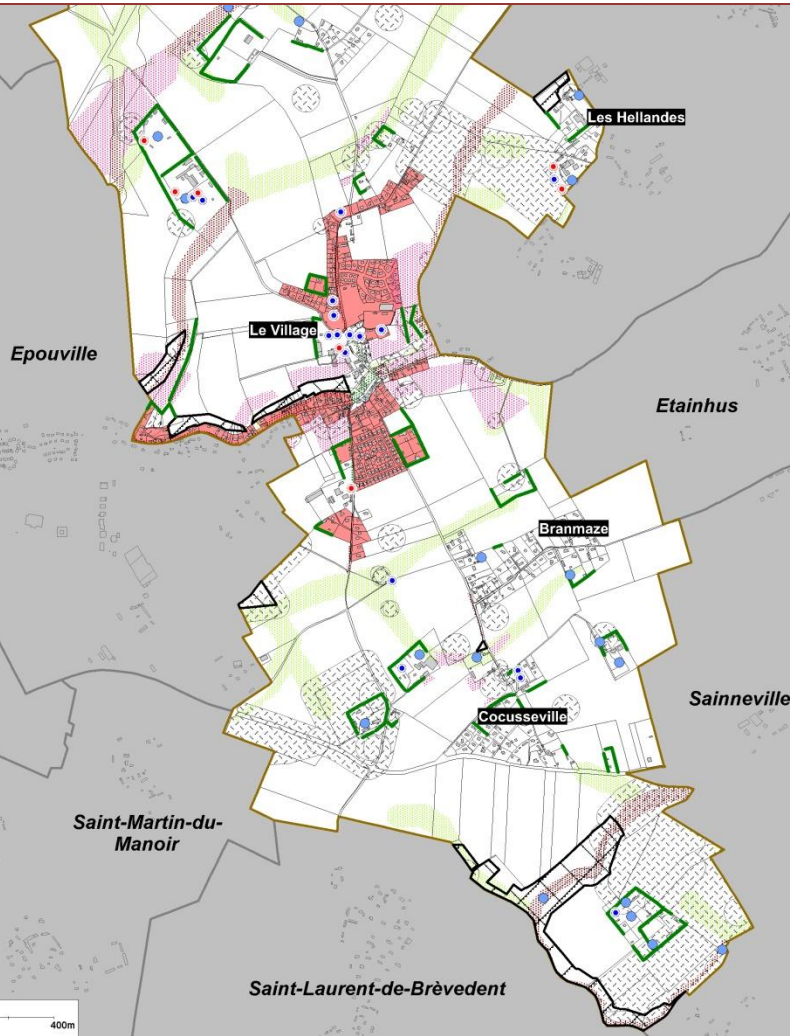 Les Hellandes
Le Village
Epouville
Etainhus
Branmaze
Sainneville
Cocusseville
Saint-Martin-du-
Manoir
Saint-Laurent-de-Brèvedent
400m